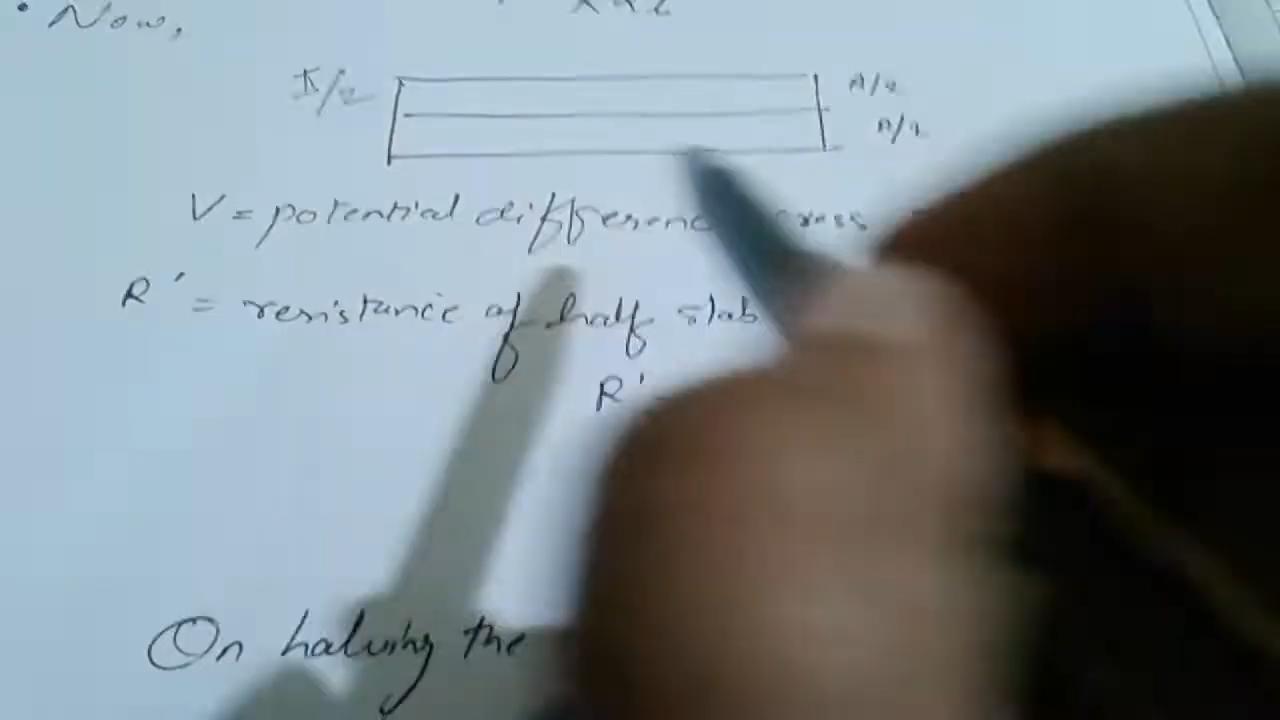 • Now,
I/2
A/2
A/2
V = potential difference
R' = resistance of half slab
R' =
On halving the